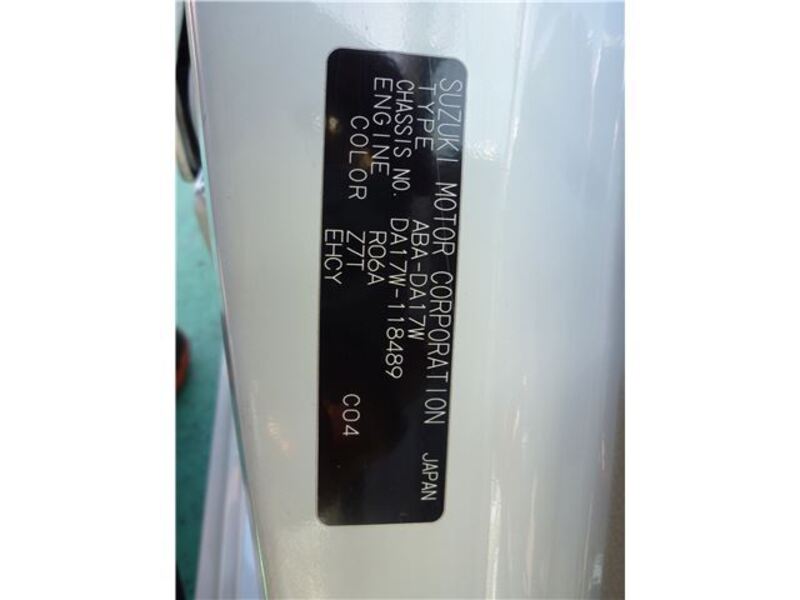 SUZUKI MOTOR CORPORATION JAPAN
TYPE ABA-DA17W
CHASSIS NO. DA17W-118489
ENGINE R06A
COLOR Z7T C04
EHCY